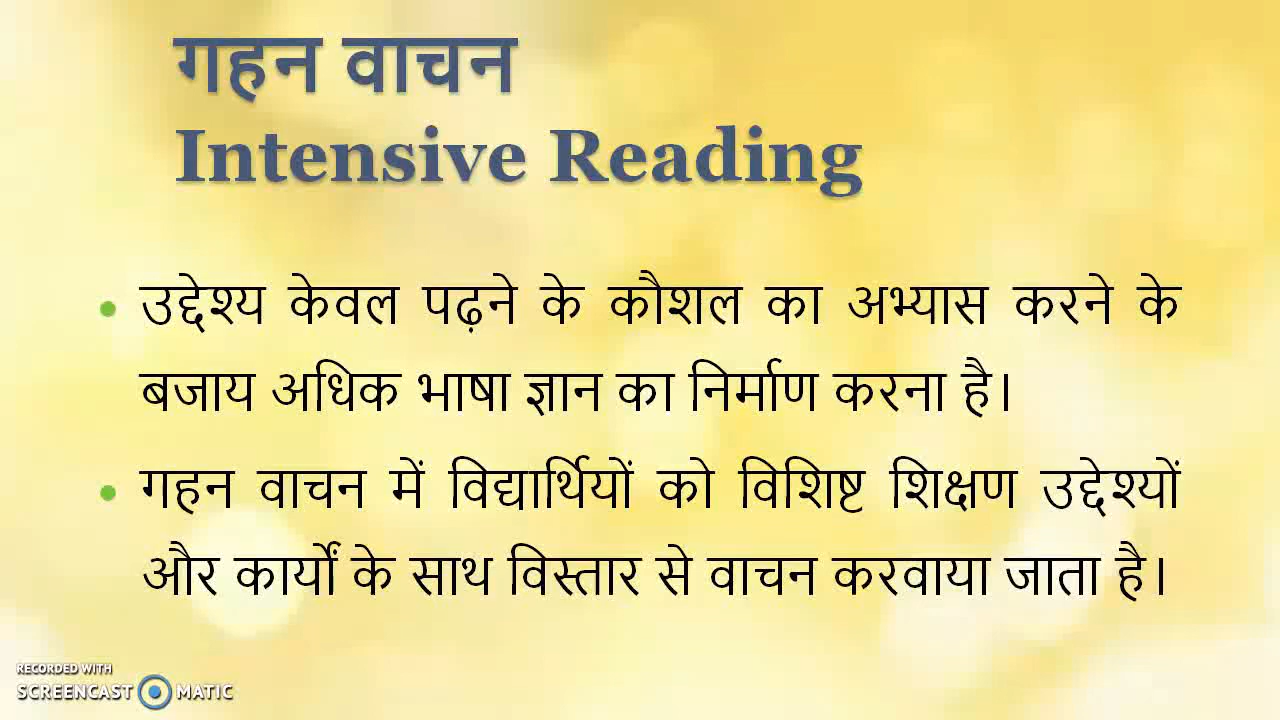 गहन वाचन
Intensive Reading
• उद्देश्य केवल पढ़ने के कौशल का अभ्यास करने के
बजाय अधिक भाषा ज्ञान का निर्माण करना है।
• गहन वाचन में विद्यार्थियों को विशिष्ट शिक्षण उद्देश्यों
और कार्यों के साथ विस्तार से वाचन करवाया जाता है।
RECORDED WITH
SCREENCAST MATIC